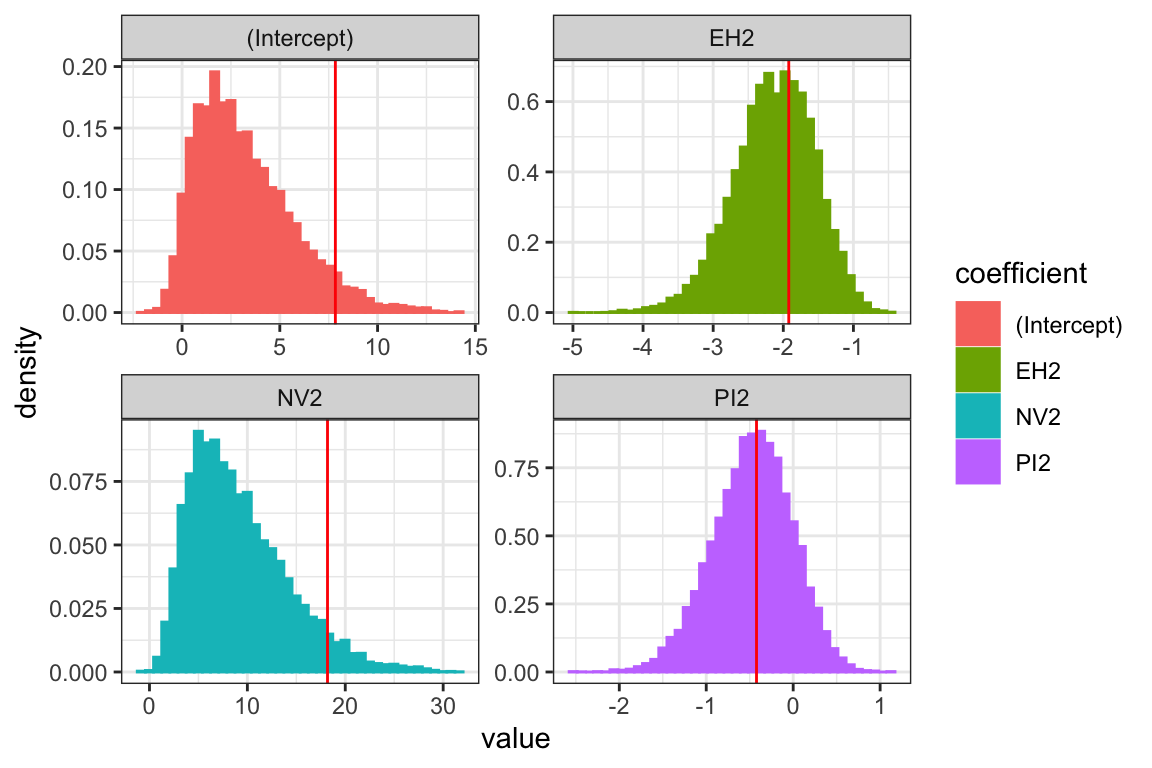 (Intercept)
EH2
0.20
0.15
0.10
0.05
0.00
0 5 10 15
0.6
0.4
0.2
0.0
-5 -4 -3 -2 -1
NV2
PI2
0.075
0.050
0.025
0.000
0 10 20 30
0.75
0.50
0.25
0.00
-2 -1 0 1
density
value
coefficient
(Intercept)
EH2
NV2
PI2